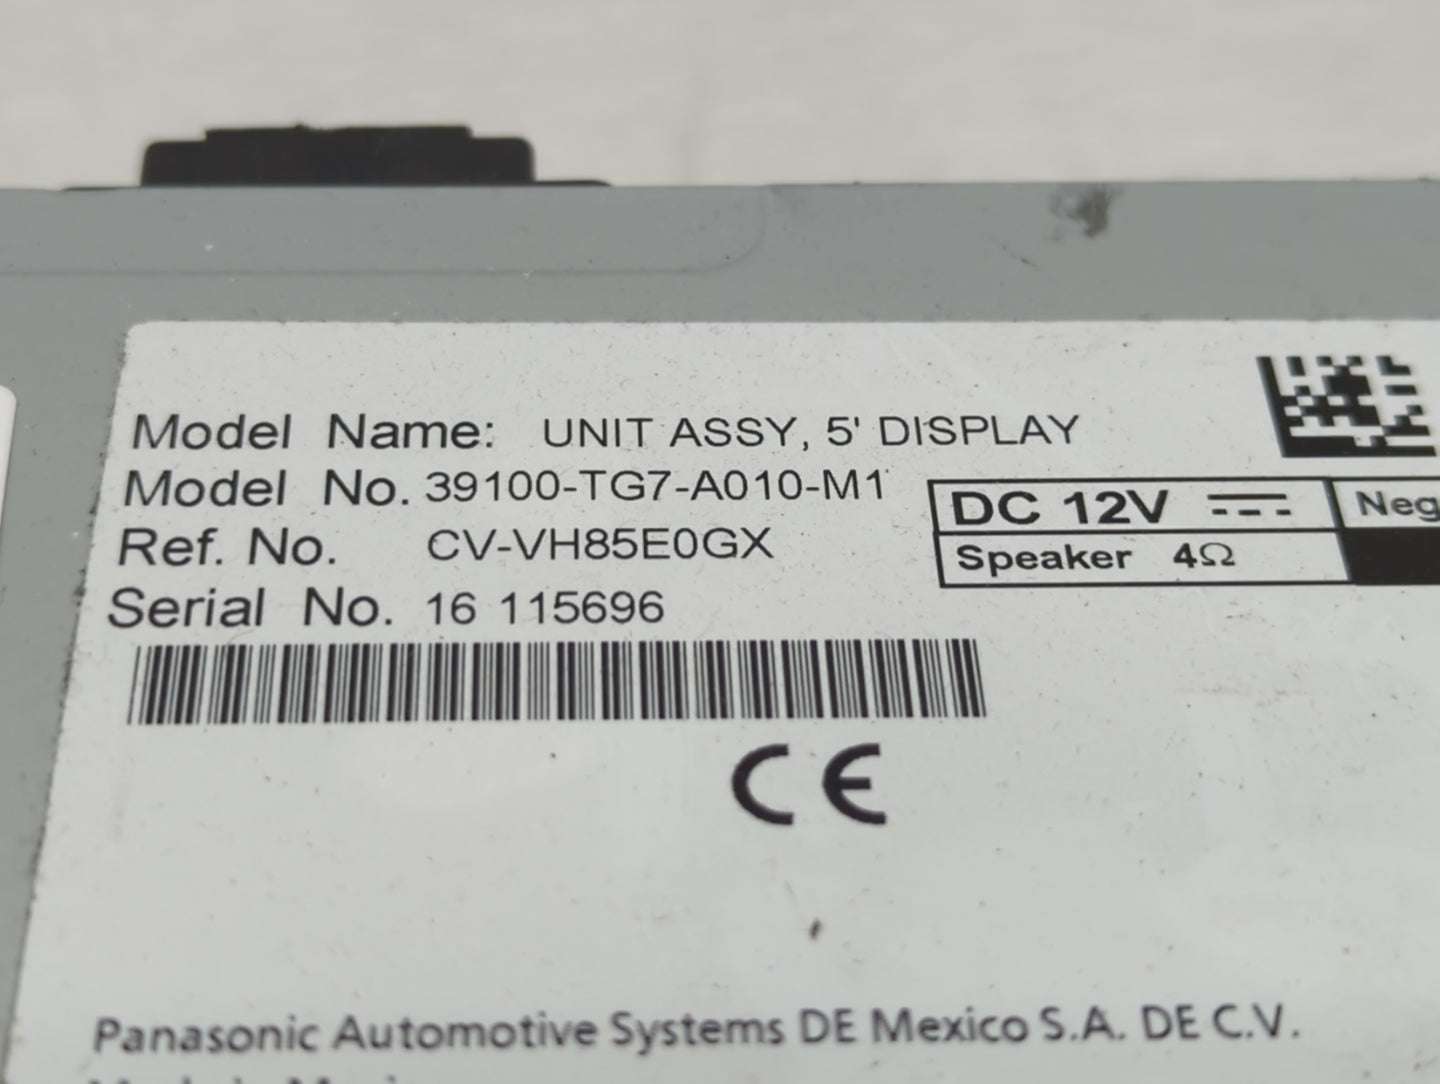 Model Name: UNIT ASSY, 5' DISPLAY
Model No. 39100-TG7-A010-M1
Ref. No. CV-VH85E0GX
Serial No. 16 115696
DC 12V
Speaker 4Ω
CE
Panasonic Automotive Systems DE Mexico S.A. DE C.V.